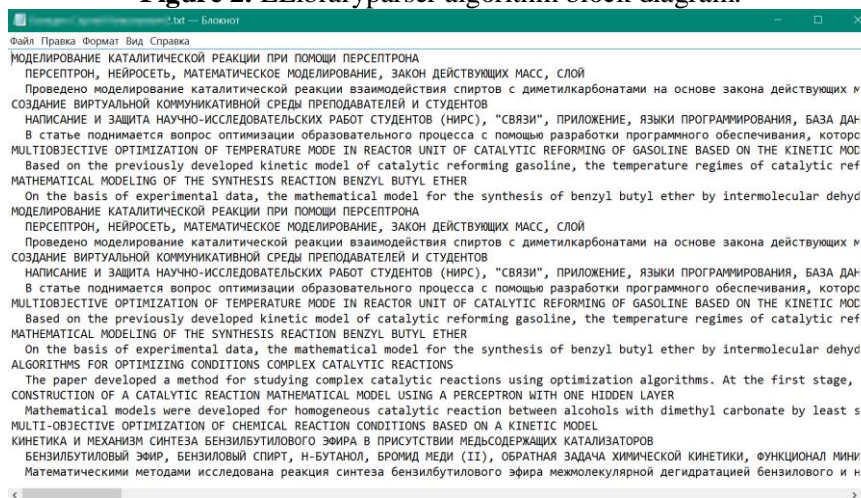 Figure 2. ELibraryparser algorithm block diagram.
.txt — Блокнот
Файл Правка Формат Вид Справка
МОДЕЛИРОВАНИЕ КАТАЛИТИЧЕСКОЙ РЕАКЦИИ ПРИ ПОМОЩИ ПЕРСЕПТРОНА
ПЕРСЕПТРОН, НЕЙРОСЕТЬ, МАТЕМАТИЧЕСКОЕ МОДЕЛИРОВАНИЕ, ЗАКОН ДЕЙСТВУЮЩИХ МАСС, СЛОЙ
Проведено моделирование каталитической реакции взаимодействия спиртов с диметилкарбонатами на основе закона действующих
СОЗДАНИЕ ВИРТУАЛЬНОЙ КОММУНИКАТИВНОЙ СРЕДЫ ПРЕПОДАВАТЕЛЕЙ И СТУДЕНТОВ
НАПИСАНИЕ И ЗАЩИТА НАУЧНО-ИССЛЕДОВАТЕЛЬСКИХ РАБОТ СТУДЕНТОВ (НИРС), "СВЯЗИ", ПРИЛОЖЕНИЕ, ЯЗЫКИ ПРОГРАММИРОВАНИЯ, БАЗА ДАН
В статье поднимается вопрос оптимизации образовательного процесса с помощью разработки программного обеспечивания, которо
MULTIOBJECTIVE OPTIMIZATION OF TEMPERATURE MODE IN REACTOR UNIT OF CATALYTIC REFORMING OF GASOLINE BASED ON THE KINETIC MOD
Based on the previously developed kinetic model of catalytic reforming gasoline, the temperature regimes of catalytic ref
MATHEMATICAL MODELING OF THE SYNTHESIS REACTION BENZYL BUTYL ETHER
On the basis of experimental data, the mathematical model for the synthesis of benzyl butyl ether by intermolecular dehyd
МОДЕЛИРОВАНИЕ КАТАЛИТИЧЕСКОЙ РЕАКЦИИ ПРИ ПОМОЩИ ПЕРСЕПТРОНА
ПЕРСЕПТРОН, НЕЙРОСЕТЬ, МАТЕМАТИЧЕСКОЕ МОДЕЛИРОВАНИЕ, ЗАКОН ДЕЙСТВУЮЩИХ МАСС, СЛОЙ
Проведено моделирование каталитической реакции взаимодействия спиртов с диметилкарбонатами на основе закона действующих
СОЗДАНИЕ ВИРТУАЛЬНОЙ КОММУНИКАТИВНОЙ СРЕДЫ ПРЕПОДАВАТЕЛЕЙ И СТУДЕНТОВ
НАПИСАНИЕ И ЗАЩИТА НАУЧНО-ИССЛЕДОВАТЕЛЬСКИХ РАБОТ СТУДЕНТОВ (НИРС), "СВЯЗИ", ПРИЛОЖЕНИЕ, ЯЗЫКИ ПРОГРАММИРОВАНИЯ, БАЗА ДАН
В статье поднимается вопрос оптимизации образовательного процесса с помощью разработки программного обеспечивания, которо
MULTIOBJECTIVE OPTIMIZATION OF TEMPERATURE MODE IN REACTOR UNIT OF CATALYTIC REFORMING OF GASOLINE BASED ON THE KINETIC MOD
Based on the previously developed kinetic model of catalytic reforming gasoline, the temperature regimes of catalytic ref
MATHEMATICAL MODELING OF THE SYNTHESIS REACTION BENZYL BUTYL ETHER
On the basis of experimental data, the mathematical model for the synthesis of benzyl butyl ether by intermolecular dehyd
ALGORITHMS FOR OPTIMIZING CONDITIONS COMPLEX CATALYTIC REACTIONS
The paper developed a method for studying complex catalytic reactions using optimization algorithms. At the first stage,
CONSTRUCTION OF A CATALYTIC REACTION MATHEMATICAL MODEL USING A PERCEPTRON WITH ONE HIDDEN LAYER
Mathematical models were developed for homogeneous catalytic reaction between alcohols with dimethyl carbonate by least s
MULTI-OBJECTIVE OPTIMIZATION OF CHEMICAL REACTION CONDITIONS BASED ON A KINETIC MODEL
КИНЕТИКА И МЕХАНИЗМ СИНТЕЗА БЕНЗИЛБУТИЛОВОГО ЭФИРА В ПРИСУТСТВИИ МЕДЬСОДЕРЖАЩИХ КАТАЛИЗАТОРОВ
БЕНЗИЛБУТИЛОВЫЙ ЭФИР, БЕНЗИЛОВЫЙ СПИРТ, Н-БУТАНОЛ, БРОМИД МЕДИ (II), ОБРАТНАЯ ЗАДАЧА ХИМИЧЕСКОЙ КИНЕТИКИ, ФУНКЦИОНАЛ МИНИ
Математическими методами исследована реакция синтеза бензилбутилового эфира межмолекулярной дегидратацией бензилового и н